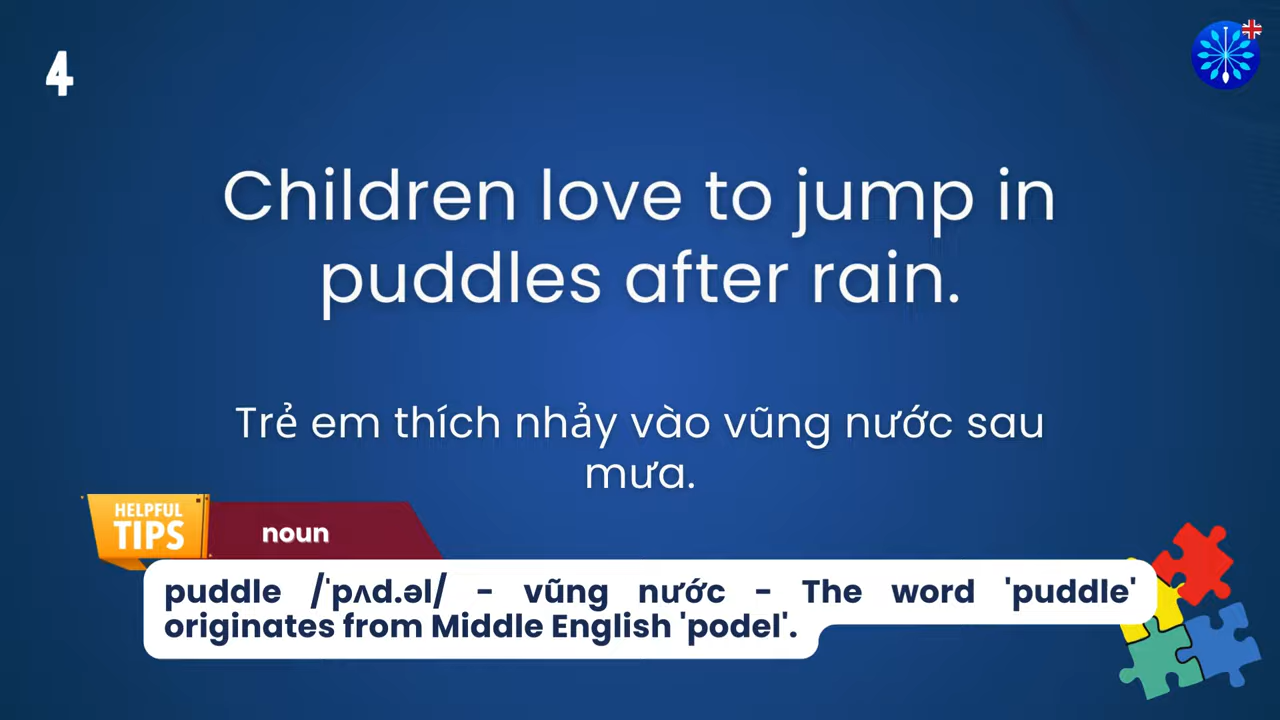 4
Children love to jump in
puddles after rain.
Trẻ em thích nhảy vào vũng nước sau
mưa.
HELPFUL
TIPS
noun
puddle /ˈpʌd.əl/ - vũng nước - The word 'puddle'
originates from Middle English 'podel'.